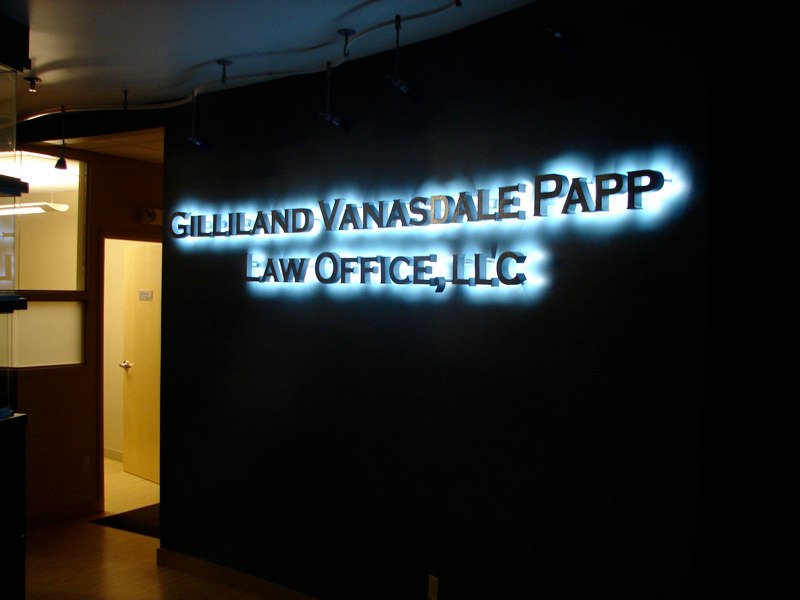 GILLILAND VANASDALE PAPP
LAW OFFICE, LLC